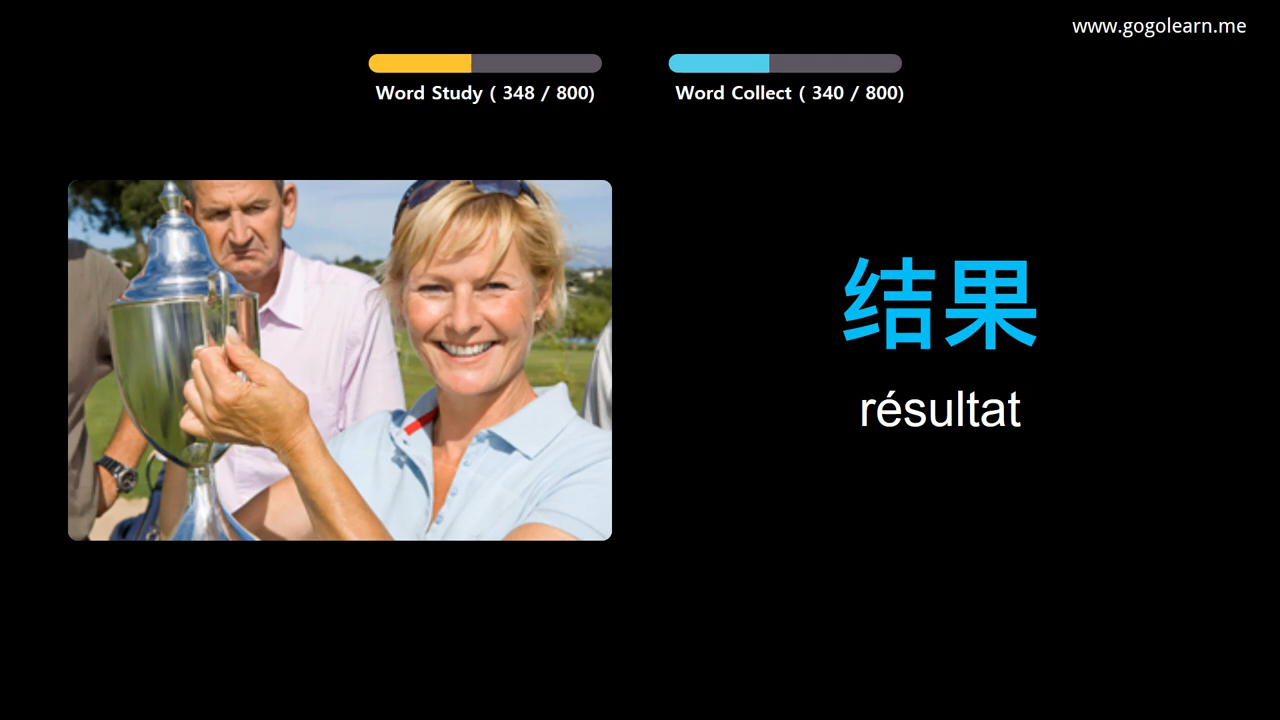 www.gogolearn.me
Word Study ( 348 / 800)
Word Collect ( 340 / 800)
结果
résultat